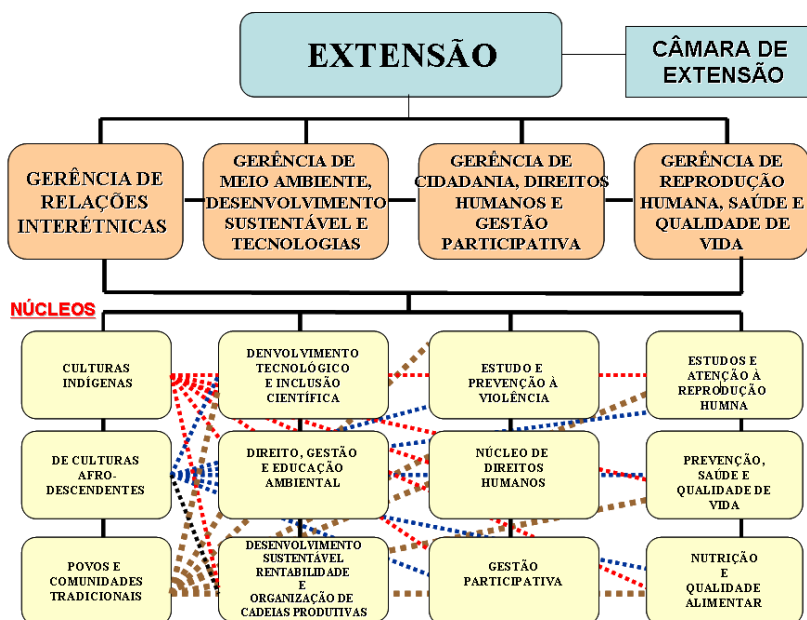 EXTENSÃO
CÂMARA DE
EXTENSÃO
GERÊNCIA DE
RELAÇÕES
INTERÉTNICAS
GERÊNCIA DE
MEIO AMBIENTE,
DESENVOLVIMENTO
SUSTENTÁVEL E
TECNOLOGIAS
GERÊNCIA DE
CIDADANIA, DIREITOS
HUMANOS E
GESTÃO
PARTICIPATIVA
GERÊNCIA DE
REPRODUÇÃO
HUMANA, SAÚDE E
QUALIDADE DE
VIDA
NÚCLEOS
CULTURAS
INDÍGENAS
DENVOLVIMENTO
TECNOLÓGICO
E INCLUSÃO
CIENTÍFICA
ESTUDO E
PREVENÇÃO À
VIOLÊNCIA
ESTUDOS E
ATENÇÃO À
REPRODUÇÃO
HUMNA
DE CULTURAS
AFRO-
DESCENDENTES
DIREITO, GESTÃO
E EDUCAÇÃO
AMBIENTAL
NÚCLEO DE
DIREITOS
HUMANOS
PREVENÇÃO,
SAÚDE E
QUALIDADE DE
VIDA
POVOS E
COMUNIDADES
TRADICIONAIS
DESENVOLVIMENTO
SUSTENTÁVEL
RENTABILIDADE
E
ORGANIZAÇÃO DE
CADEIAS PRODUTIVAS
GESTÃO
PARTICIPATIVA
NUTRIÇÃO
E
QUALIDADE
ALIMENTAR